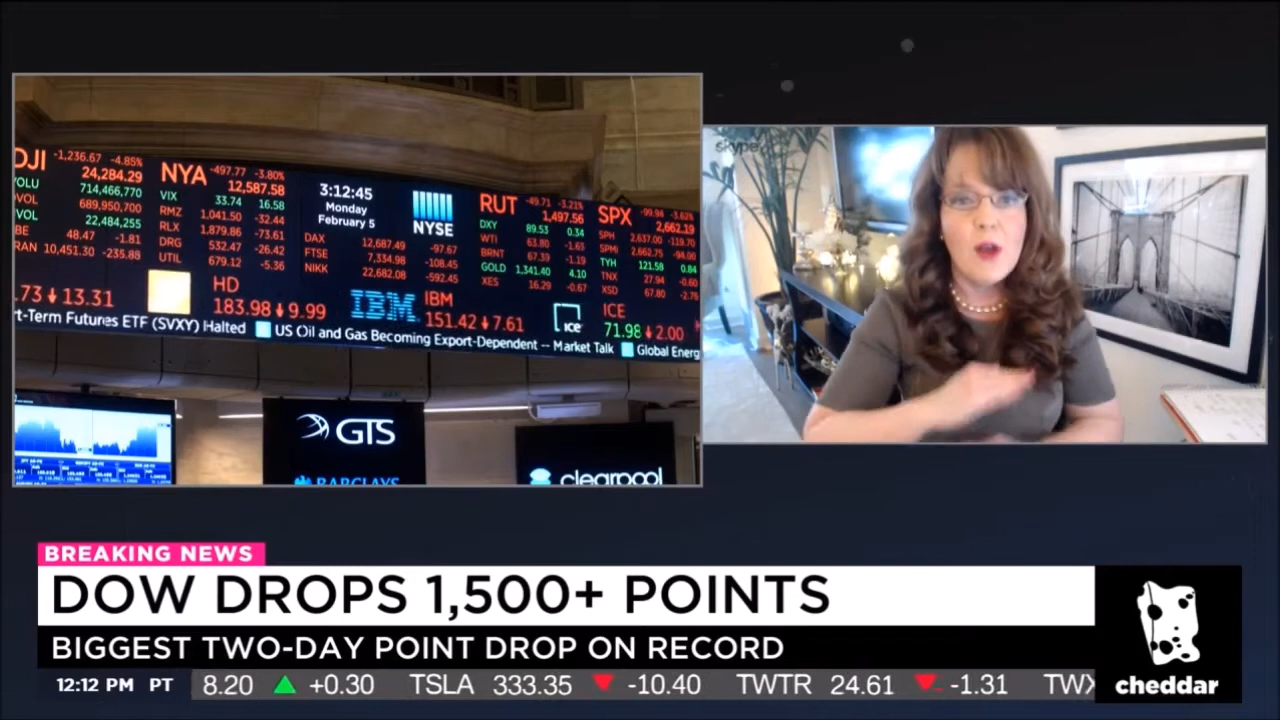 DJI -1,236.67 -4.85%
24,284.29
VOLU 714,466,770
DVOL 689,950,700
VOL 22,484,255
BE 48.47 -1.81
RAN 10,451.30 -235.88
NYA -497.77 -3.80%
12,587.58
VIX 33.74 16.58
RMZ 1,041.50 -32.44
RLX 1,879.86 -73.61
DRG 532.47 -26.42
UTIL 679.12 -5.36
3:12:45
Monday
February 5
NYSE
DAX 12,687.49 -97.67
FTSE 7,334.98 -108.45
NIKK 22,682.08 -592.45
RUT -49.71 -3.21%
1,497.56
DXY 89.53 0.34
WTI 63.80 -1.65
BRNT 67.39 -1.19
GOLD 1,341.40 4.10
XES 16.29 -0.67
SPX -99.94 -3.62%
2,662.19
SPH 2,637.00 -119.70
SPMI 2,662.75 -94.00
TYH 121.58 0.84
TNX 27.94 -0.60
XSD 67.80 -2.76
.73 13.31
HD
183.98 9.99
IBM
IBM
151.42 7.61
ICE
ICE
71.98 2.00
rt-Term Futures ETF (SVXY) Halted
US Oil and Gas Becoming Export-Dependent -- Market Talk
Global Energ
GTS
BARCLAYS
clearpool
skype
BREAKING NEWS
DOW DROPS 1,500+ POINTS
BIGGEST TWO-DAY POINT DROP ON RECORD
12:12 PM PT
8.20 +0.30 TSLA 333.35 -10.40 TWTR 24.61 -1.31 TWX
cheddar